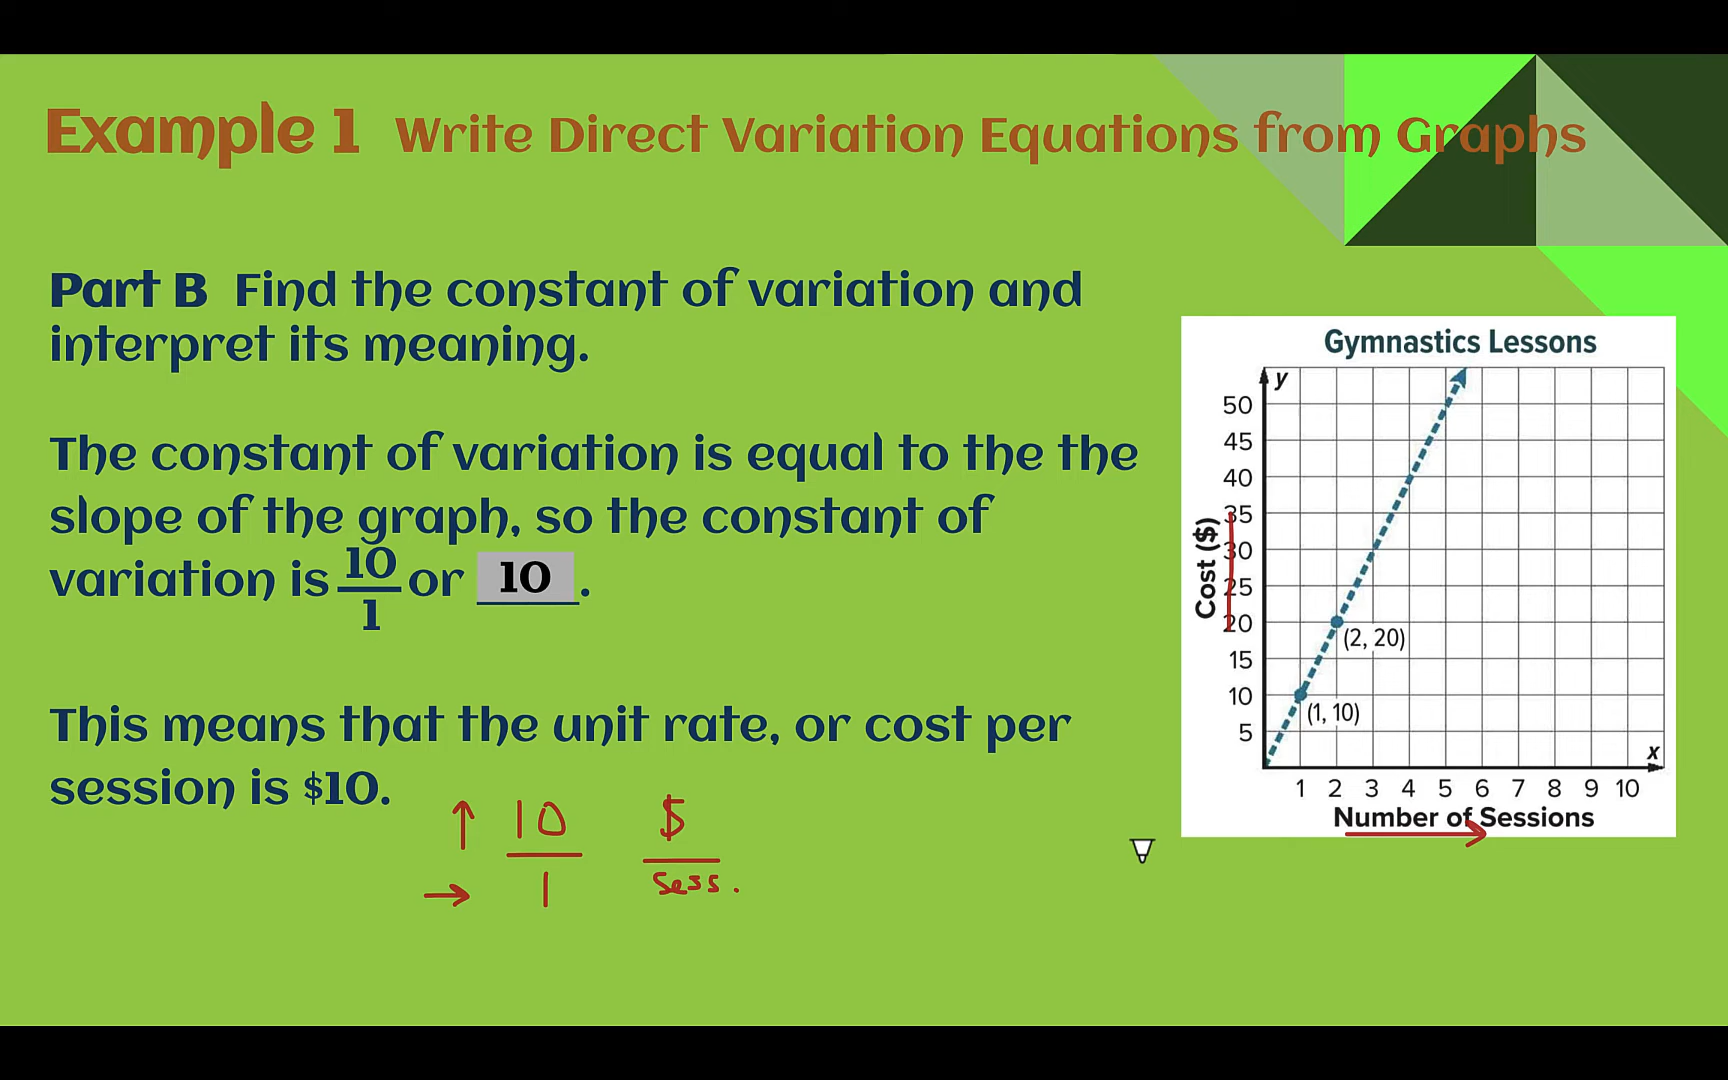 Example 1 Write Direct Variation Equations from Graphs
Part B Find the constant of variation and
interpret its meaning.
The constant of variation is equal to the the
slope of the graph, so the constant of
variation is 10/1 or 10.
This means that the unit rate, or cost per
session is $10.
↑ 10 $
→ 1 sess.
Gymnastics Lessons
y
50
45
40
35
30
25
20
15
10
5
Cost ($)
(2, 20)
(1, 10)
x
1 2 3 4 5 6 7 8 9 10
Number of Sessions